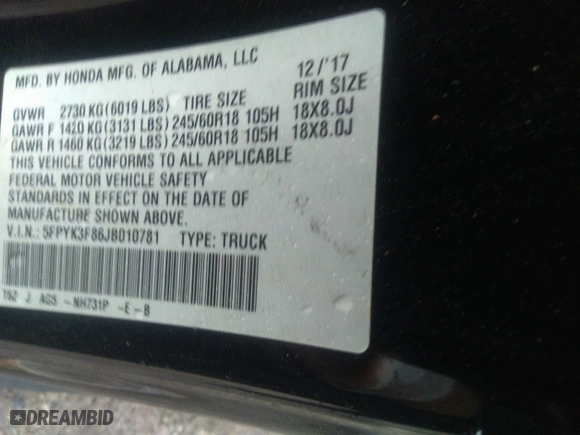 MFD. BY HONDA MFG. OF ALABAMA, LLC 12/'17
GVWR 2730 KG(6019 LBS) TIRE SIZE RIM SIZE
GAWR F 1420 KG(3131 LBS) 245/60R18 105H 18X8.0J
GAWR R 1460 KG(3219 LBS) 245/60R18 105H 18X8.0J
THIS VEHICLE CONFORMS TO ALL APPLICABLE
FEDERAL MOTOR VEHICLE SAFETY
STANDARDS IN EFFECT ON THE DATE OF
MANUFACTURE SHOWN ABOVE.
V.I.N.: 5FPYK3F86JB010781 TYPE: TRUCK
T6Z J AGS -NH731P -E-B
DREAMBID